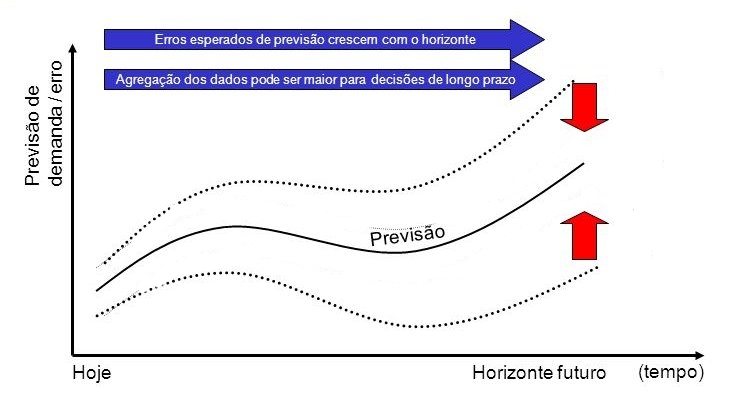 Erros esperados de previsão crescem com o horizonte
Agregação dos dados pode ser maior para decisões de longo prazo
Previsão de
demanda / erro
Previsão
Hoje
Horizonte futuro
(tempo)